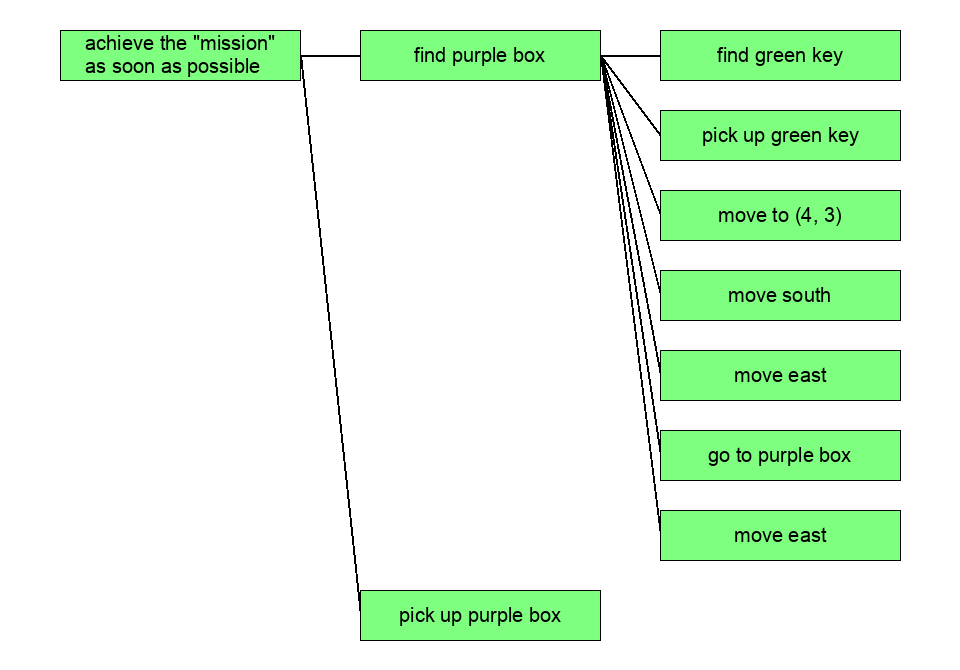 achieve the "mission"
as soon as possible
find purple box
find green key
pick up green key
move to (4, 3)
move south
move east
go to purple box
move east
pick up purple box